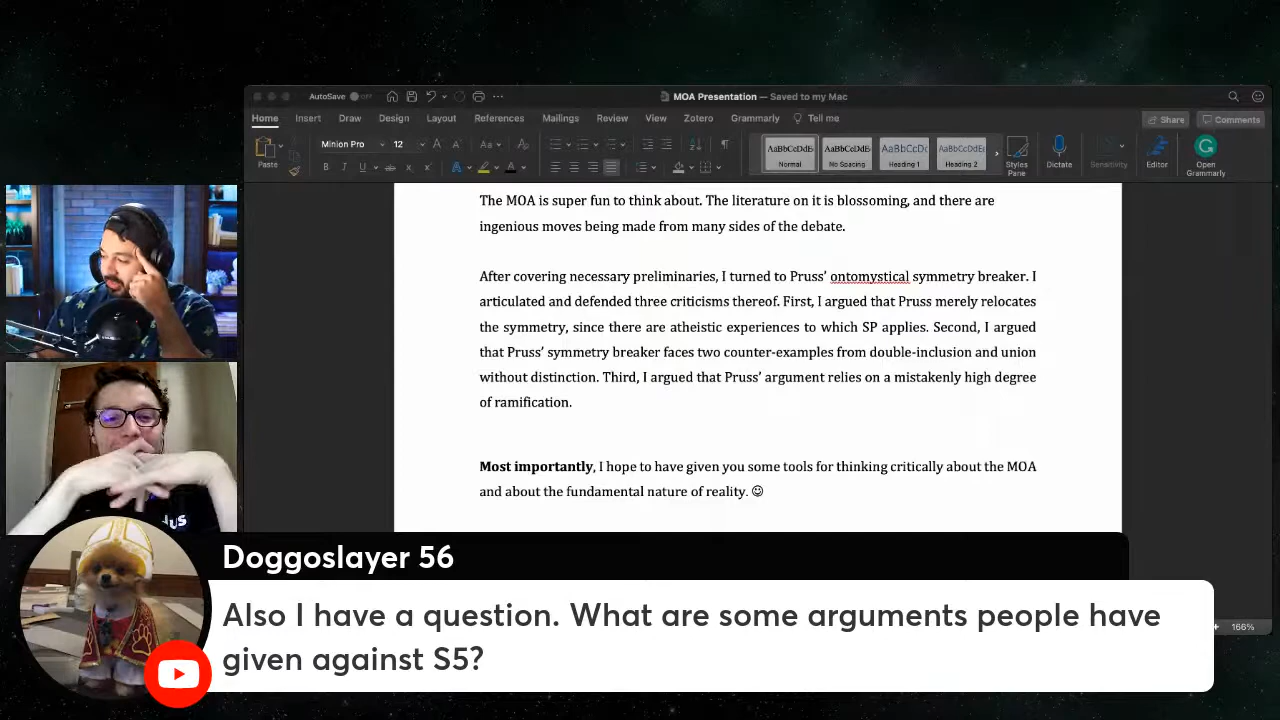 AutoSave OFF
MOA Presentation — Saved to my Mac
Home Insert Draw Design Layout References Mailings Review View Zotero Grammarly Tell me
Share Comments
Paste
Minion Pro 12
AaBbCcDdE AaBbCcDdE AaBbCcDc AaBbCcDdEe
Normal No Spacing Heading 1 Heading 2
Styles Pane
Dictate
Sensitivity
Editor
Open Grammarly
The MOA is super fun to think about. The literature on it is blossoming, and there are
ingenious moves being made from many sides of the debate.
After covering necessary preliminaries, I turned to Pruss’ ontomystical symmetry breaker. I
articulated and defended three criticisms thereof. First, I argued that Pruss merely relocates
the symmetry, since there are atheistic experiences to which SP applies. Second, I argued
that Pruss’ symmetry breaker faces two counter-examples from double-inclusion and union
without distinction. Third, I argued that Pruss’ argument relies on a mistakenly high degree
of ramification.
Most importantly, I hope to have given you some tools for thinking critically about the MOA
and about the fundamental nature of reality. ☺
166%
Doggoslayer 56
Also I have a question. What are some arguments people have
given against S5?